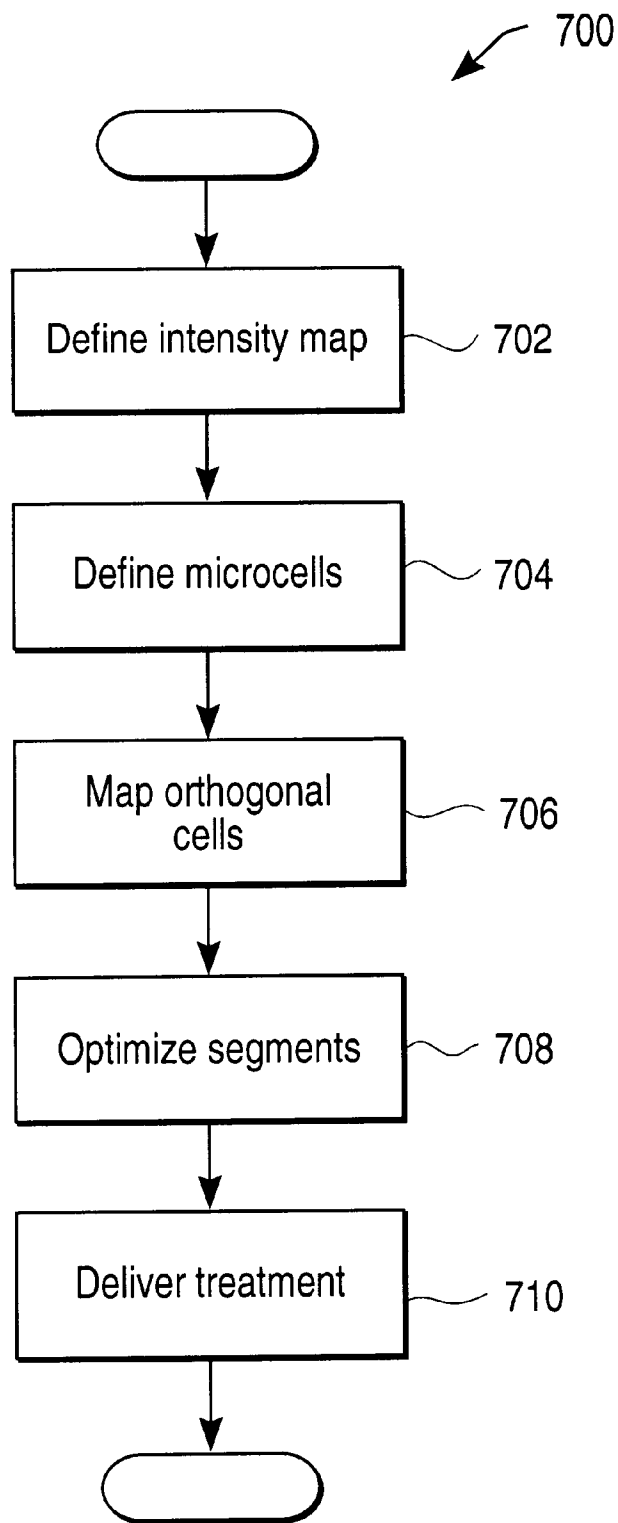 700
Define intensity map
702
Define microcells
704
Map orthogonal
cells
706
Optimize segments
708
Deliver treatment
710